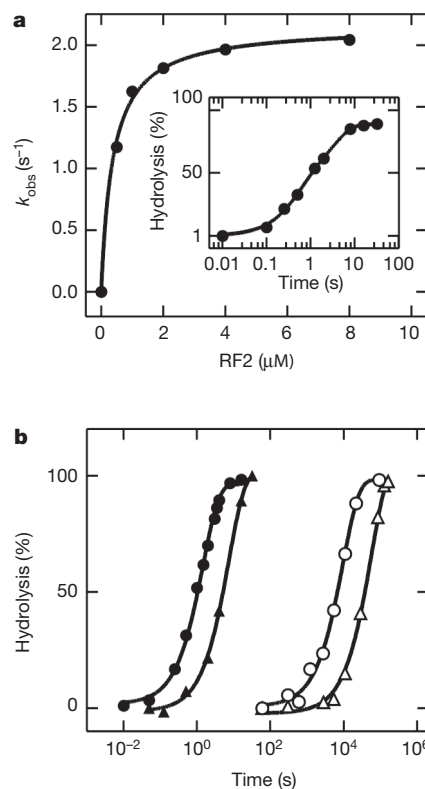 a
2.0
1.5
1.0
0.5
0.0
k_obs (s⁻¹)
0 2 4 6 8 10
RF2 (μM)
100
50
1
Hydrolysis (%)
0.01 0.1 1 10 100
Time (s)
b
100
50
0
Hydrolysis (%)
10⁻² 10⁰ 10² 10⁴ 10⁶
Time (s)